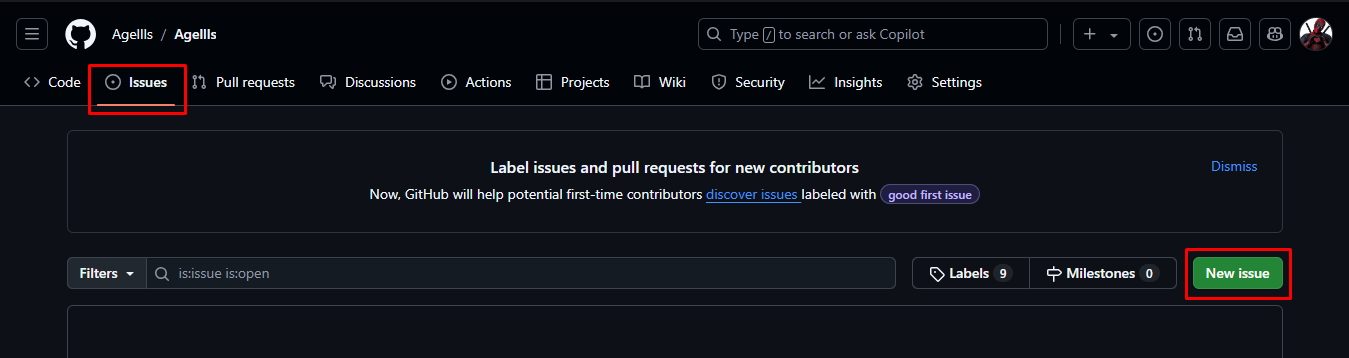 Agellls / Agellls
Type / to search or ask Copilot
Code Issues Pull requests Discussions Actions Projects Wiki Security Insights Settings
Label issues and pull requests for new contributors
Dismiss
Now, GitHub will help potential first-time contributors discover issues labeled with good first issue
Filters is:issue is:open Labels 9 Milestones 0 New issue